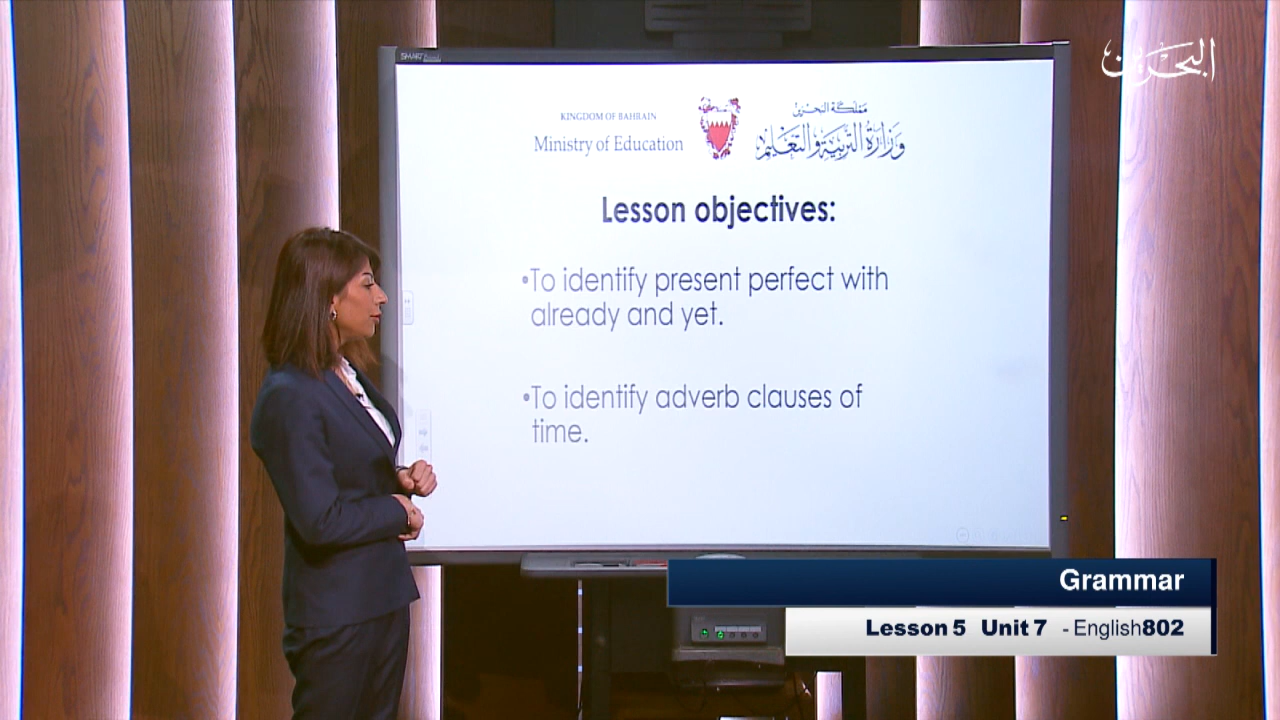 البحرين
SMART
KINGDOM OF BAHRAIN
Ministry of Education
مملكة البحرين
وزارة التربية والتعليم
Lesson objectives:
•To identify present perfect with
already and yet.
•To identify adverb clauses of
time.
Grammar
Lesson 5 Unit 7 - English802